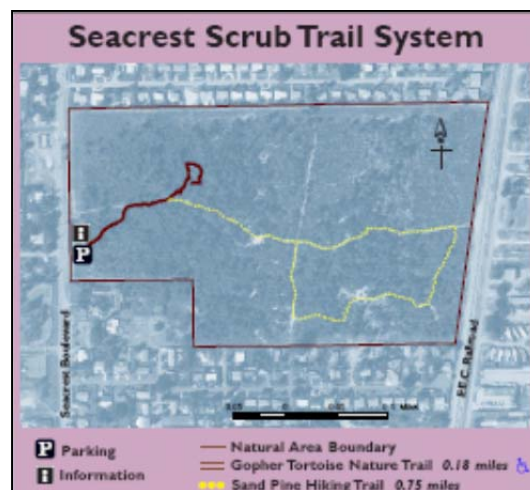 Seacrest Scrub Trail System
Seacrest Boulevard
F.E.C. Railroad
P Parking
i Information
Natural Area Boundary
Gopher Tortoise Nature Trail 0.18 miles
Sand Pine Hiking Trail 0.75 miles